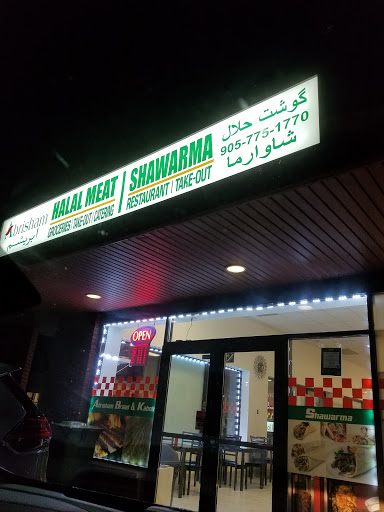 Abrisham
ابریشم
HALAL MEAT
GROCERIES | TAKE-OUT | CATERING
SHAWARMA
RESTAURANT | TAKE-OUT
گوشت حلال
905-775-1770
شاوارما
OPEN
Shawarma